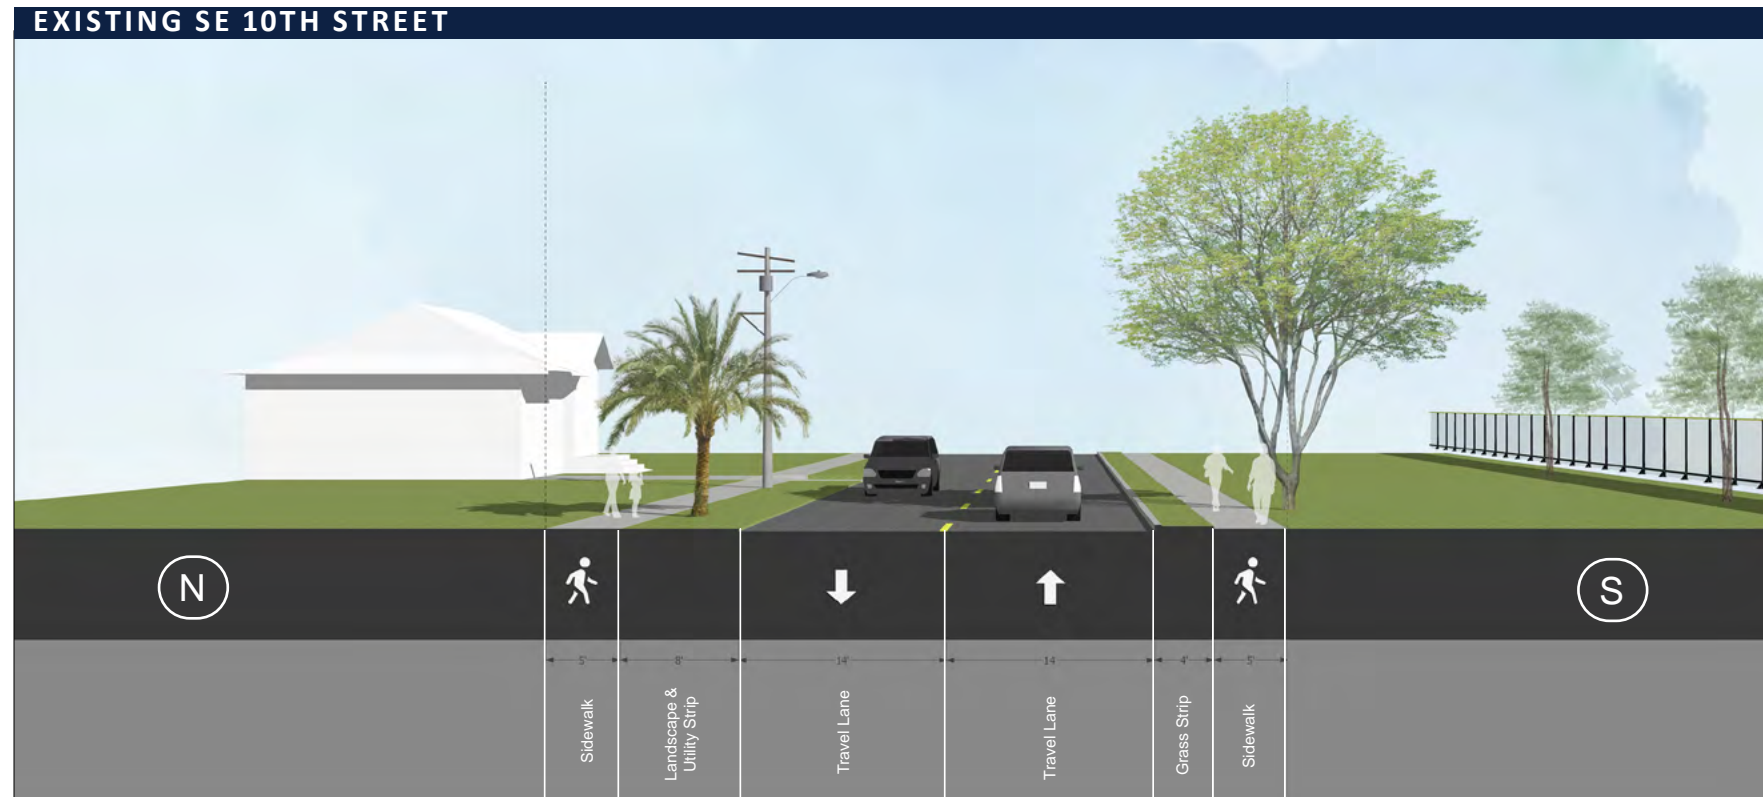 EXISTING SE 10TH STREET
N
S
5'
8'
14'
14'
4'
5'
Sidewalk
Landscape &
Utility Strip
Travel Lane
Travel Lane
Grass Strip
Sidewalk